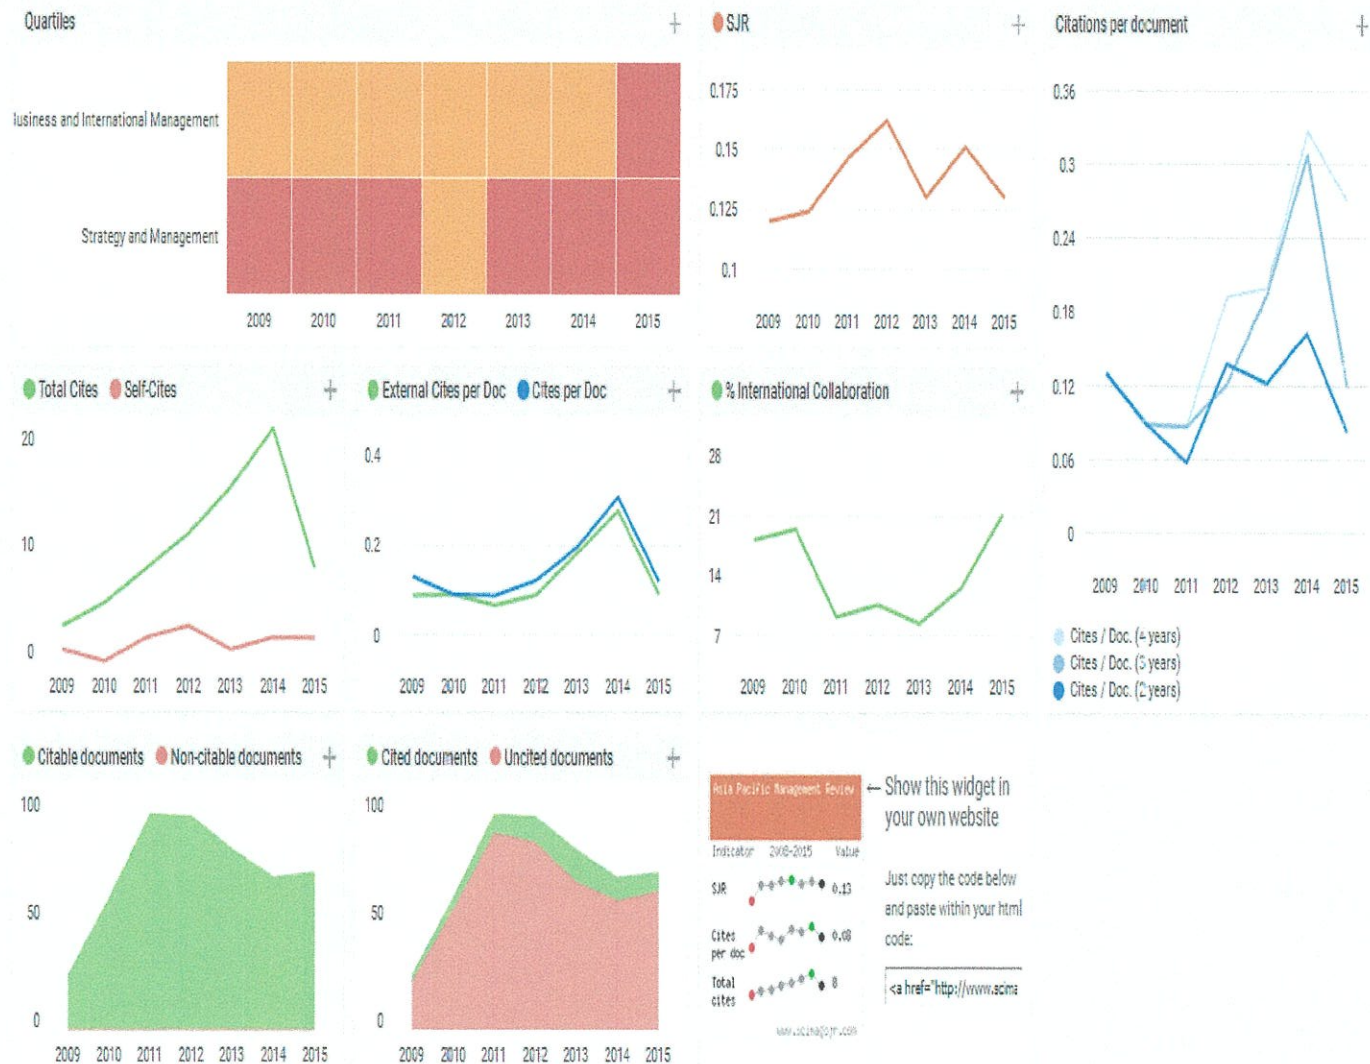 Quartiles
Business and International Management
Strategy and Management
2009 2010 2011 2012 2013 2014 2015
SJR
0.175
0.15
0.125
0.1
2009 2010 2011 2012 2013 2014 2015
Citations per document
0.36
0.3
0.24
0.18
0.12
0.06
0
2009 2010 2011 2012 2013 2014 2015
Cites / Doc. (4 years)
Cites / Doc. (3 years)
Cites / Doc. (2 years)
Total Cites Self-Cites
20
10
0
2009 2010 2011 2012 2013 2014 2015
External Cites per Doc Cites per Doc
0.4
0.2
0
2009 2010 2011 2012 2013 2014 2015
% International Collaboration
28
21
14
7
2009 2010 2011 2012 2013 2014 2015
Citable documents Non-citable documents
100
50
0
2009 2010 2011 2012 2013 2014 2015
Cited documents Uncited documents
100
50
0
2009 2010 2011 2012 2013 2014 2015
Asia Pacific Management Review
Indicator 2008-2015 Value
SJR 0.13
Cites
per doc 0.08
Total
cites 8
www.scimagojr.com
← Show this widget in
your own website
Just copy the code below
and paste within your html
code:
<a href="http://www.scima